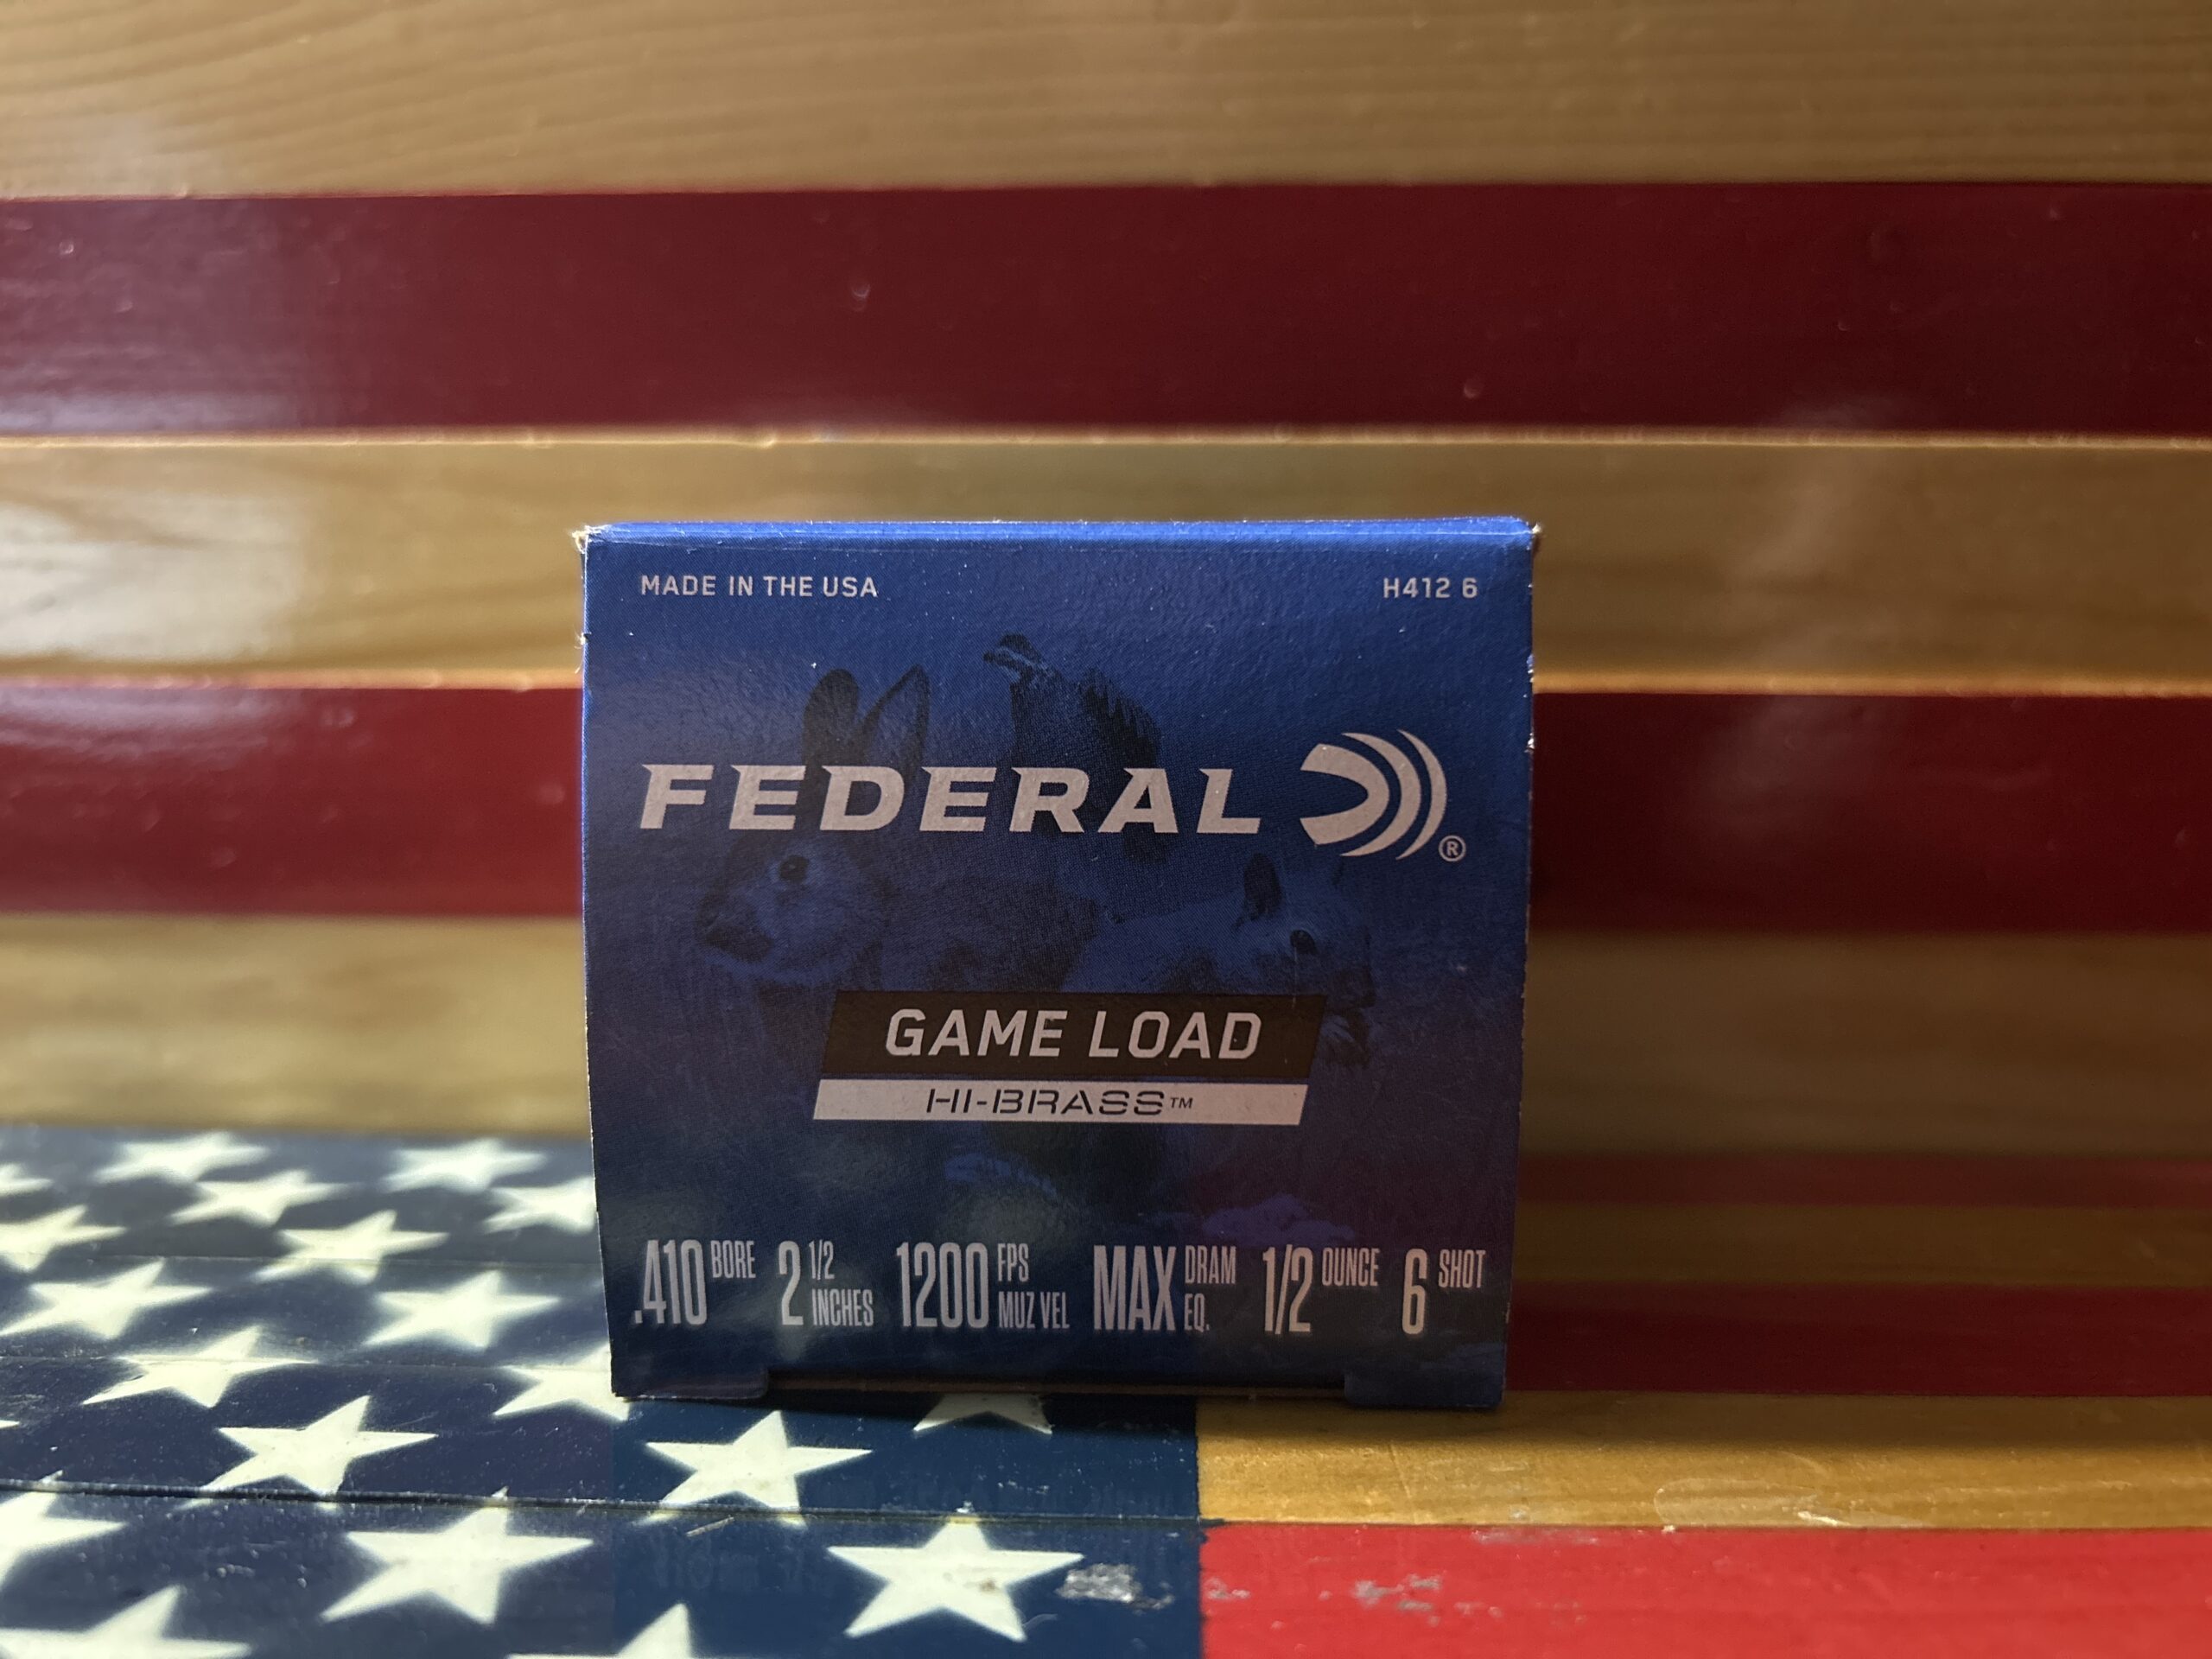 MADE IN THE USA H412 6
FEDERAL ®
GAME LOAD
HI-BRASS™
.410 BORE 2 1/2 INCHES 1200 FPS MUZ VEL MAX DRAM EQ. 1/2 OUNCE 6 SHOT